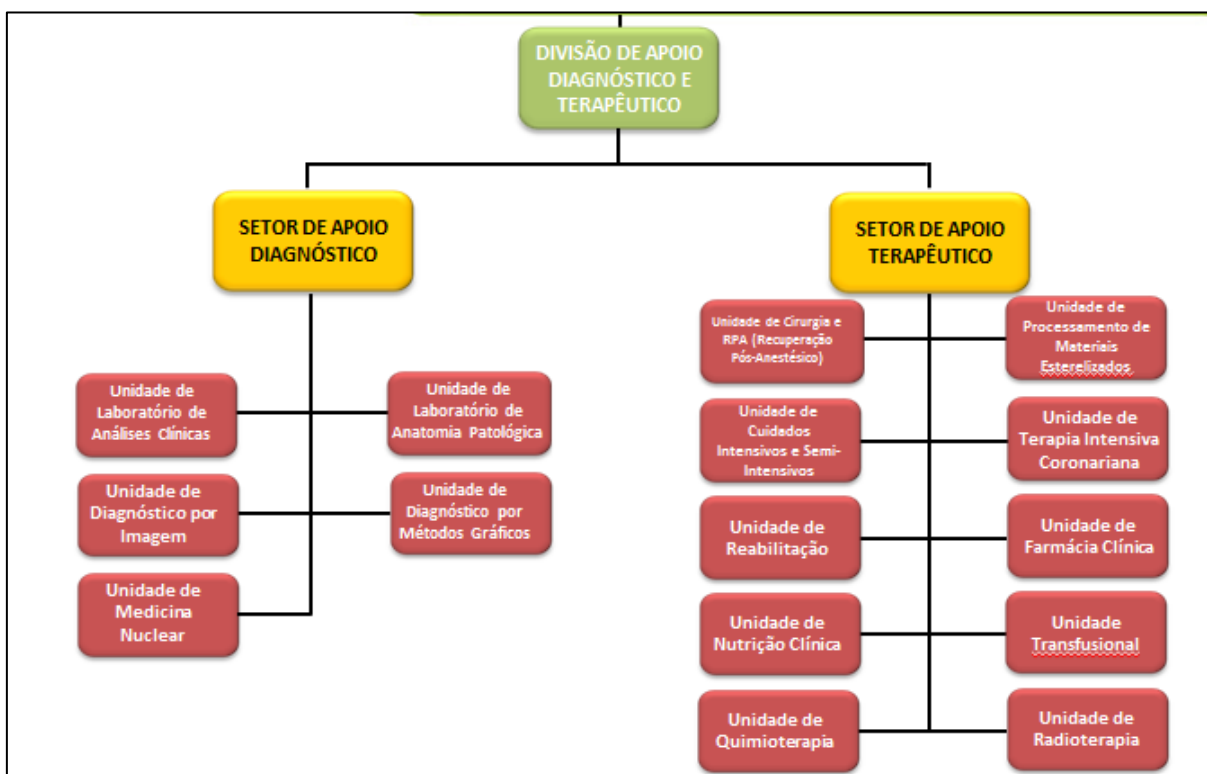 DIVISÃO DE APOIO
DIAGNÓSTICO E
TERAPÊUTICO
SETOR DE APOIO
DIAGNÓSTICO
Unidade de
Laboratório de
Análises Clínicas
Unidade de
Laboratório de
Anatomia Patológica
Unidade de
Diagnóstico por
Imagem
Unidade de
Diagnóstico por
Métodos Gráficos
Unidade de
Medicina
Nuclear
SETOR DE APOIO
TERAPÊUTICO
Unidade de Cirurgia e
RPA (Recuperação
Pós-Anestésico)
Unidade de
Processamento de
Materiais
Esterelizados
Unidade de
Cuidados
Intensivos e Semi-
Intensivos
Unidade de
Terapia Intensiva
Coronariana
Unidade de
Reabilitação
Unidade de
Farmácia Clínica
Unidade de
Nutrição Clínica
Unidade
Transfusional
Unidade de
Quimioterapia
Unidade de
Radioterapia